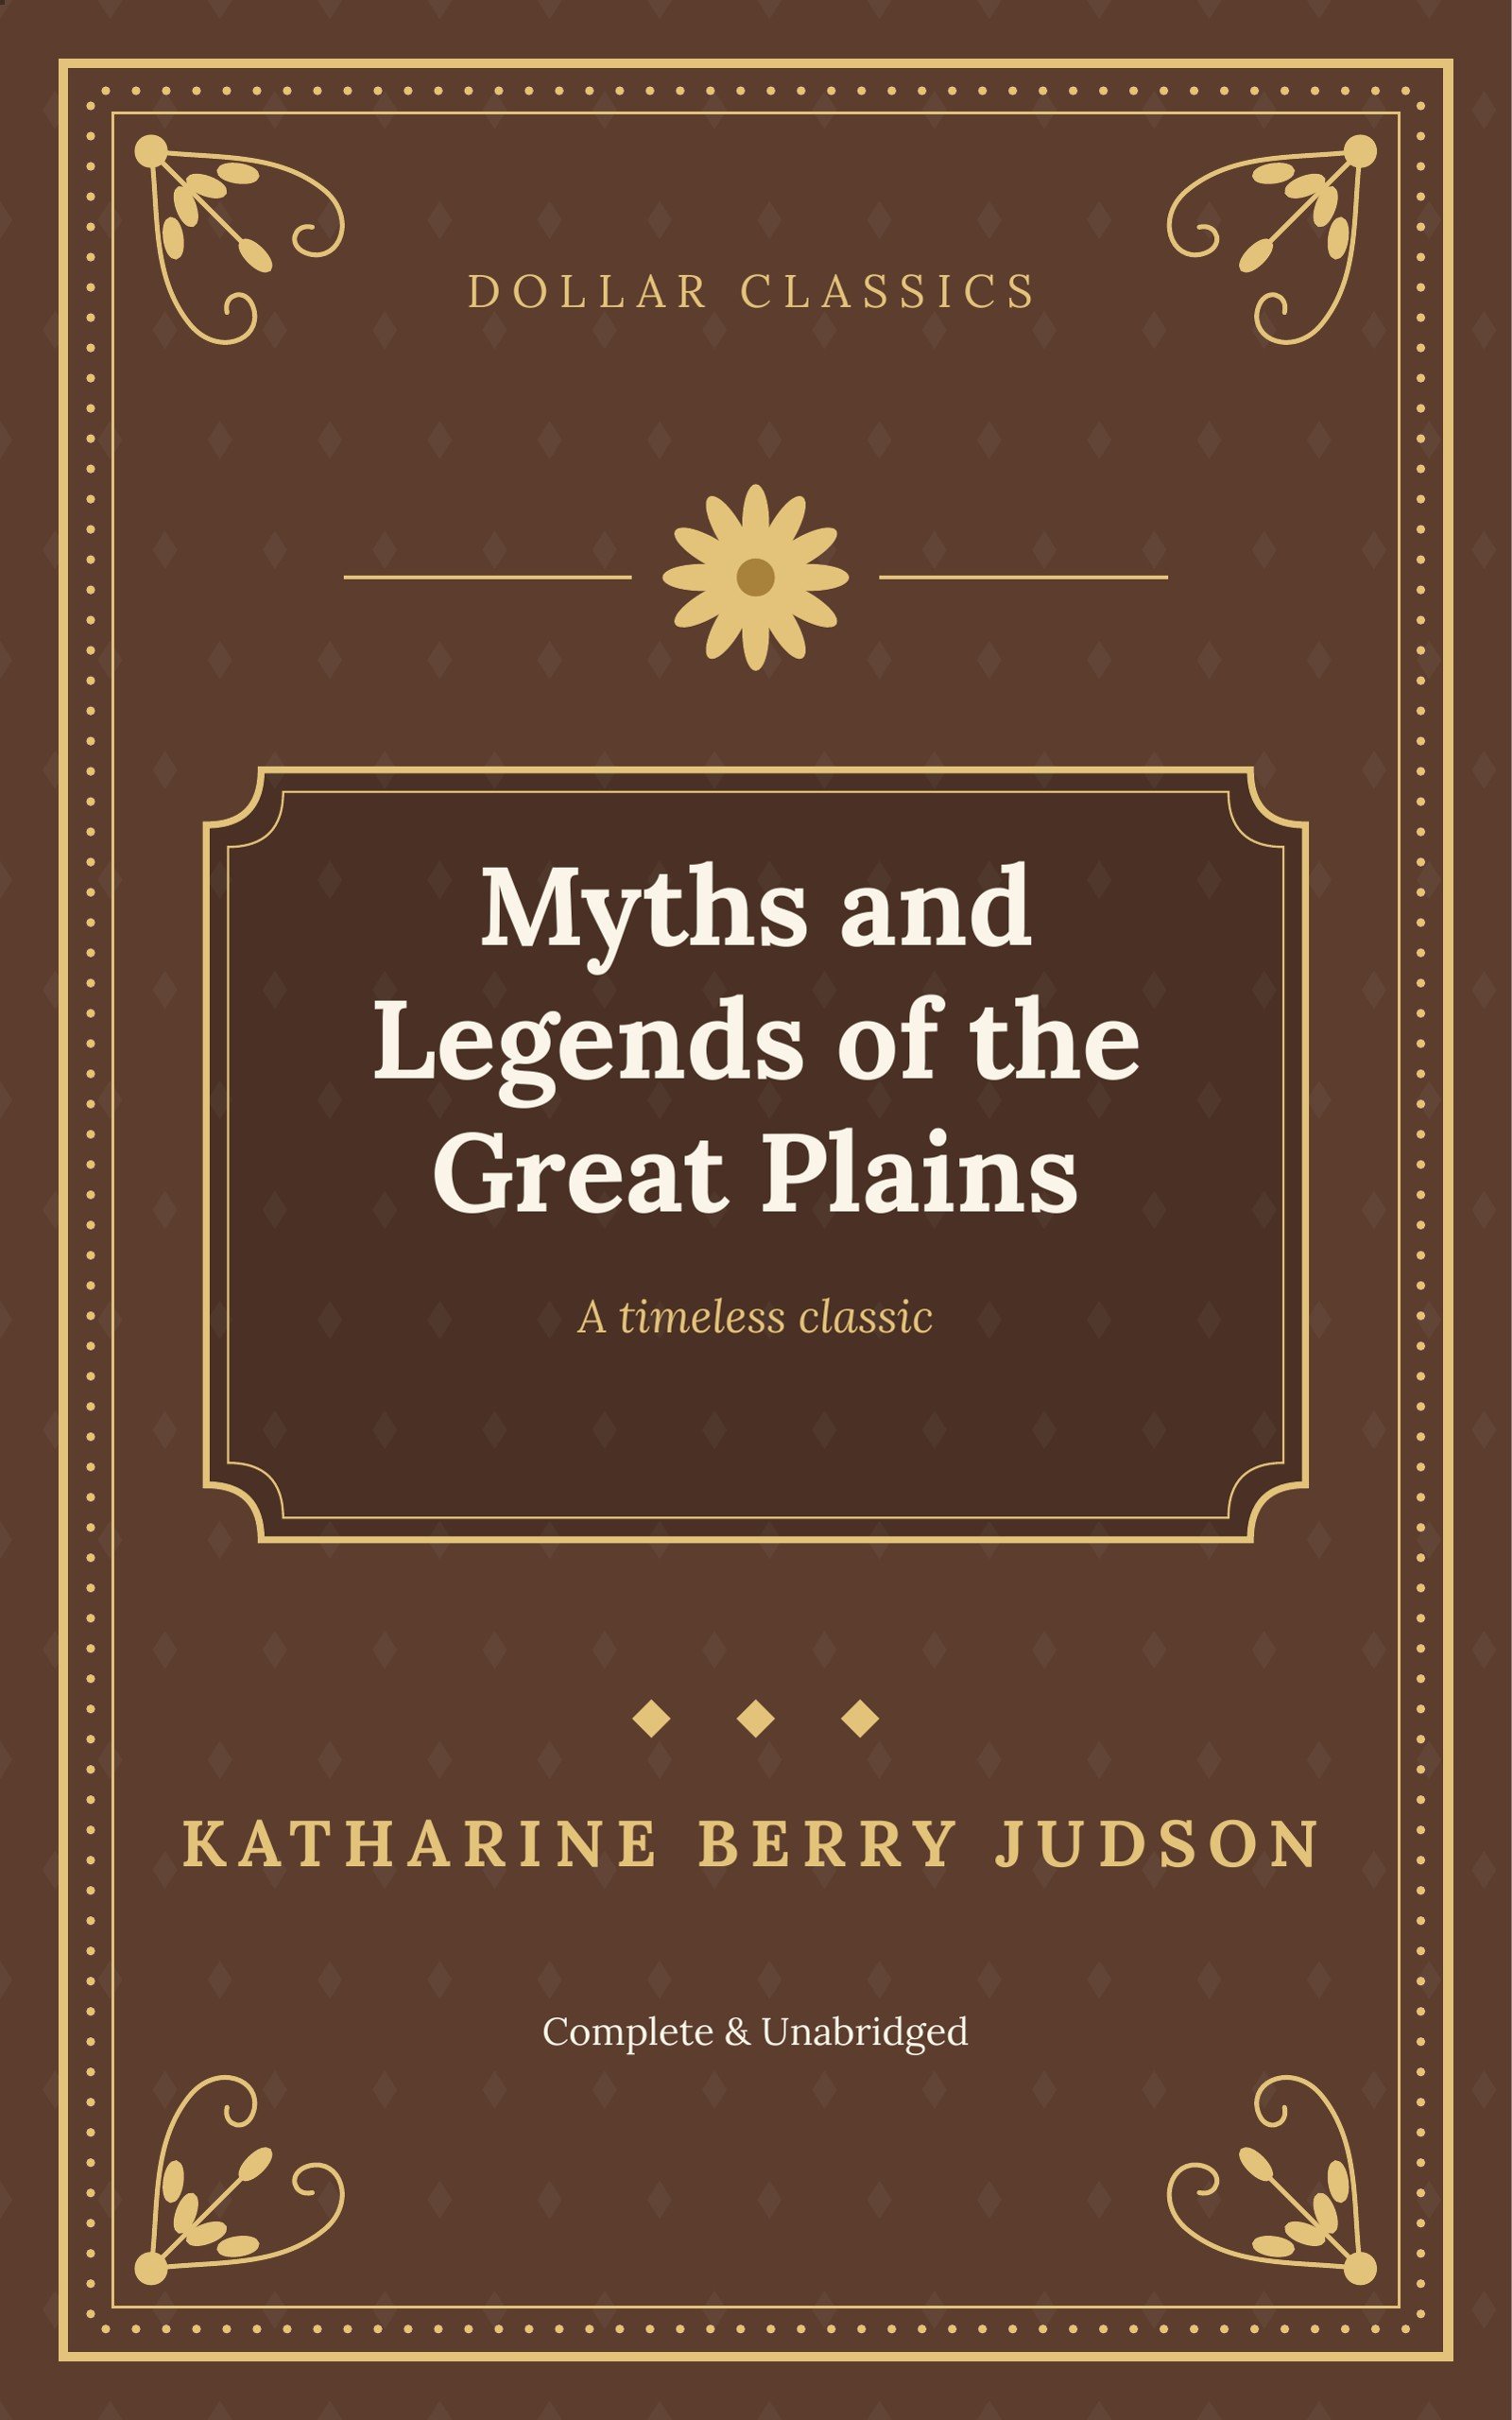 DOLLAR CLASSICS
Myths and
Legends of the
Great Plains
A timeless classic
KATHARINE BERRY JUDSON
Complete & Unabridged